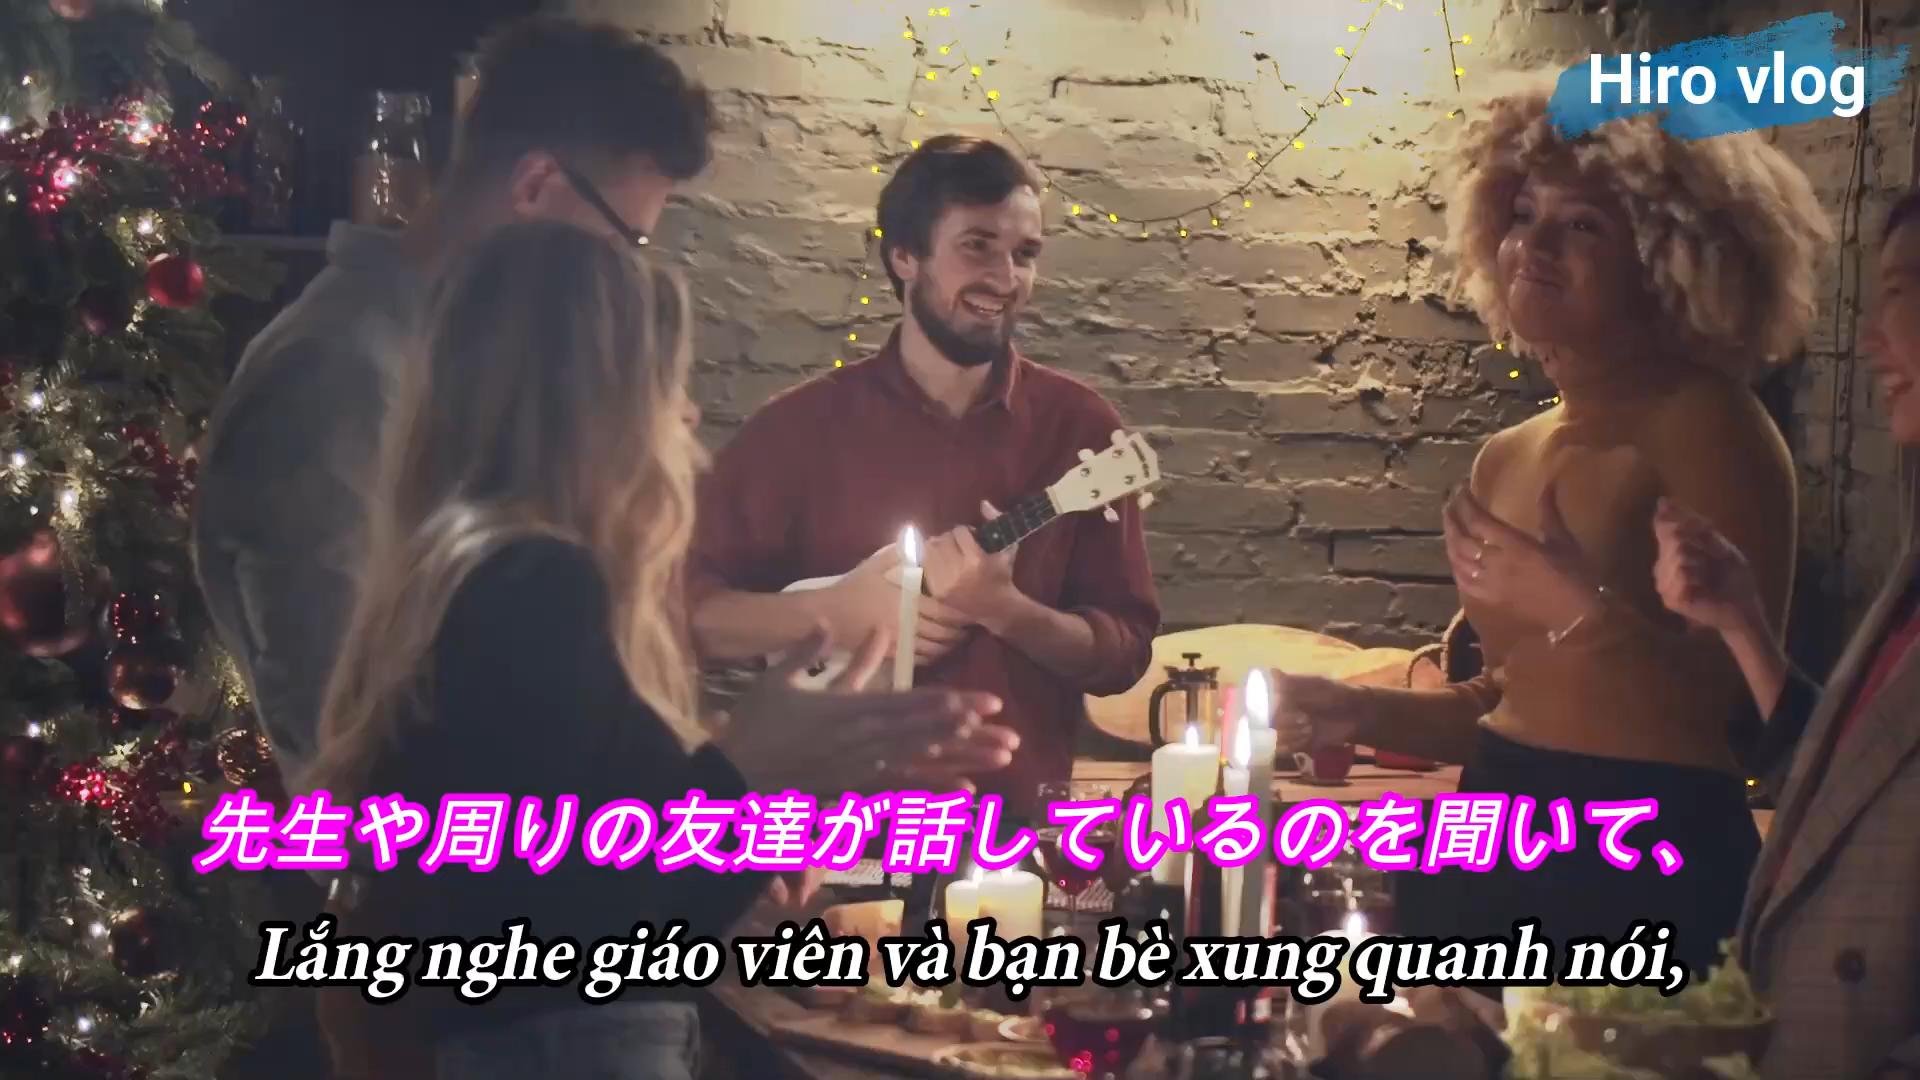 Hiro vlog
先生や周りの友達が話しているのを聞いて、
Lắng nghe giáo viên và bạn bè xung quanh nói,